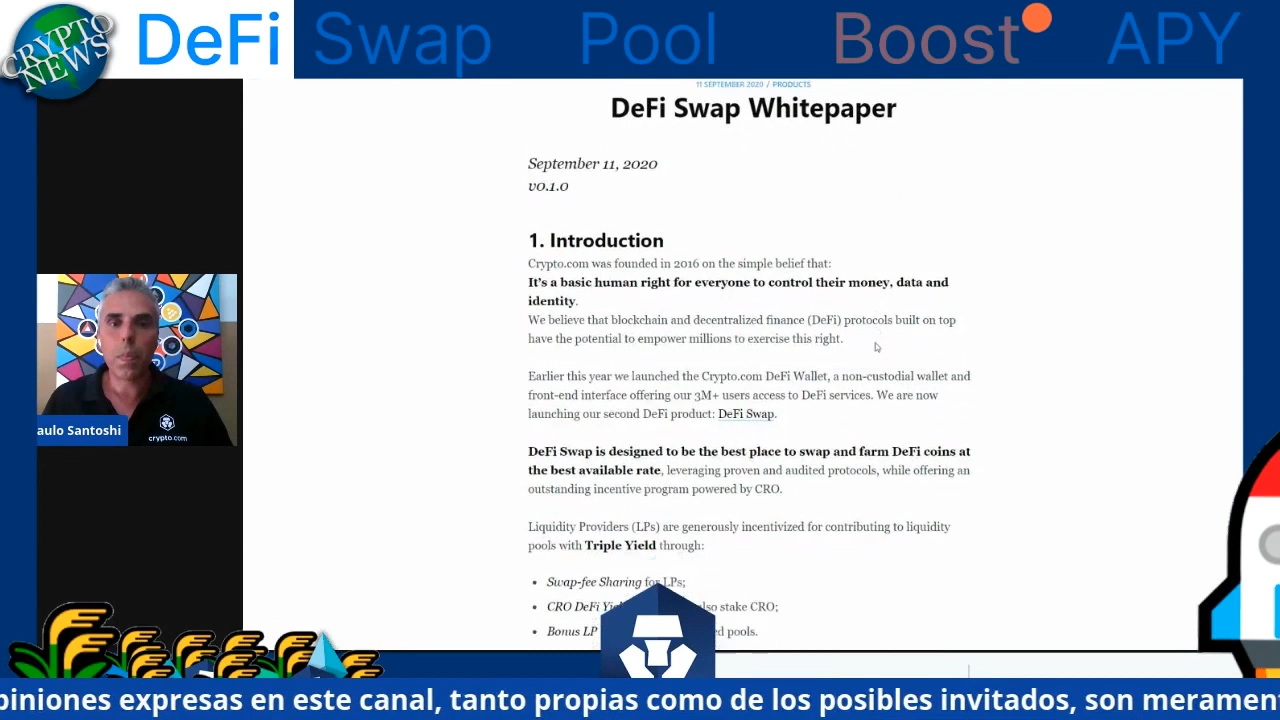 CRYPTO
NEWS
DeFi Swap Pool Boost APY
11 SEPTEMBER 2020 / PRODUCTS
DeFi Swap Whitepaper
September 11, 2020
v0.1.0
1. Introduction
Crypto.com was founded in 2016 on the simple belief that:
It's a basic human right for everyone to control their money, data and
identity.
We believe that blockchain and decentralized finance (DeFi) protocols built on top
have the potential to empower millions to exercise this right.
Earlier this year we launched the Crypto.com DeFi Wallet, a non-custodial wallet and
front-end interface offering our 3M+ users access to DeFi services. We are now
launching our second DeFi product: DeFi Swap.
DeFi Swap is designed to be the best place to swap and farm DeFi coins at
the best available rate, leveraging proven and audited protocols, while offering an
outstanding incentive program powered by CRO.
Liquidity Providers (LPs) are generously incentivized for contributing to liquidity
pools with Triple Yield through:
• Swap-fee Sharing for LPs;
• CRO DeFi Yi also stake CRO;
• Bonus LP ed pools.
aulo Santoshi
crypto.com
piniones expresas en este canal, tanto propias como de los posibles invitados, son meramen